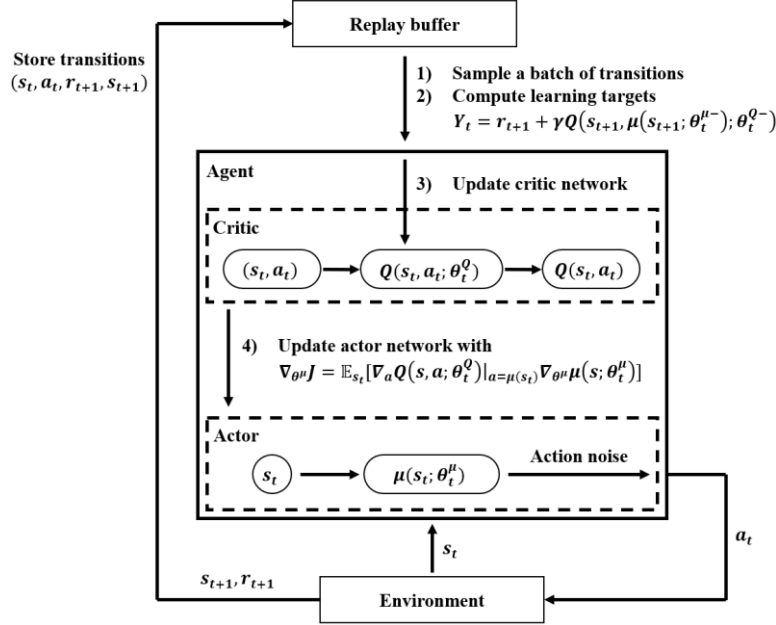 Replay buffer
Store transitions
(s_t, a_t, r_{t+1}, s_{t+1})
1) Sample a batch of transitions
2) Compute learning targets
Y_t = r_{t+1} + γQ(s_{t+1}, μ(s_{t+1}; θ_t^{μ−}); θ_t^{Q−})
Agent
3) Update critic network
Critic
(s_t, a_t)
Q(s_t, a_t; θ_t^Q)
Q(s_t, a_t)
4) Update actor network with
∇_{θ^μ}J = 𝔼_{s_t}[∇_a Q(s, a; θ_t^Q)|_{a=μ(s_t)} ∇_{θ^μ}μ(s; θ_t^μ)]
Actor
s_t
μ(s_t; θ_t^μ)
Action noise
s_t
a_t
s_{t+1}, r_{t+1}
Environment